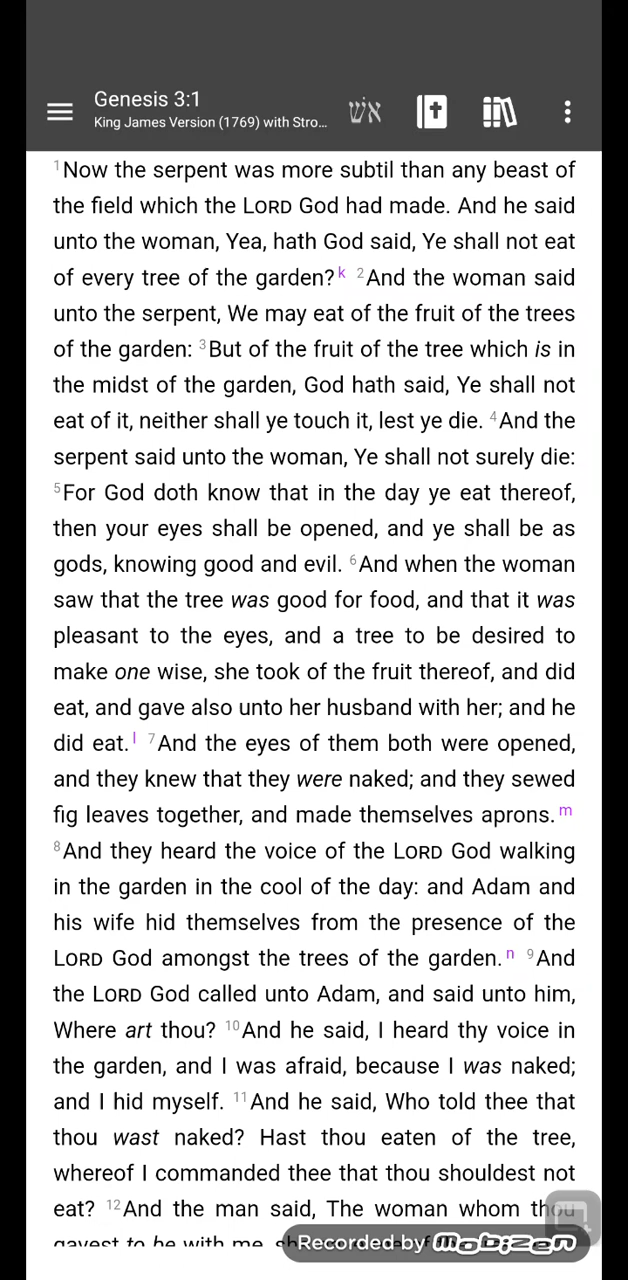 Genesis 3:1
King James Version (1769) with Stro...
אש
1Now the serpent was more subtil than any beast of
the field which the LORD God had made. And he said
unto the woman, Yea, hath God said, Ye shall not eat
of every tree of the garden?k 2And the woman said
unto the serpent, We may eat of the fruit of the trees
of the garden: 3But of the fruit of the tree which is in
the midst of the garden, God hath said, Ye shall not
eat of it, neither shall ye touch it, lest ye die. 4And the
serpent said unto the woman, Ye shall not surely die:
5For God doth know that in the day ye eat thereof,
then your eyes shall be opened, and ye shall be as
gods, knowing good and evil. 6And when the woman
saw that the tree was good for food, and that it was
pleasant to the eyes, and a tree to be desired to
make one wise, she took of the fruit thereof, and did
eat, and gave also unto her husband with her; and he
did eat.l 7And the eyes of them both were opened,
and they knew that they were naked; and they sewed
fig leaves together, and made themselves aprons.m
8And they heard the voice of the LORD God walking
in the garden in the cool of the day: and Adam and
his wife hid themselves from the presence of the
LORD God amongst the trees of the garden.n 9And
the LORD God called unto Adam, and said unto him,
Where art thou? 10And he said, I heard thy voice in
the garden, and I was afraid, because I was naked;
and I hid myself. 11And he said, Who told thee that
thou wast naked? Hast thou eaten of the tree,
whereof I commanded thee that thou shouldest not
eat? 12And the man said, The woman whom thou
gavest to be with me,
Recorded by Mobizen